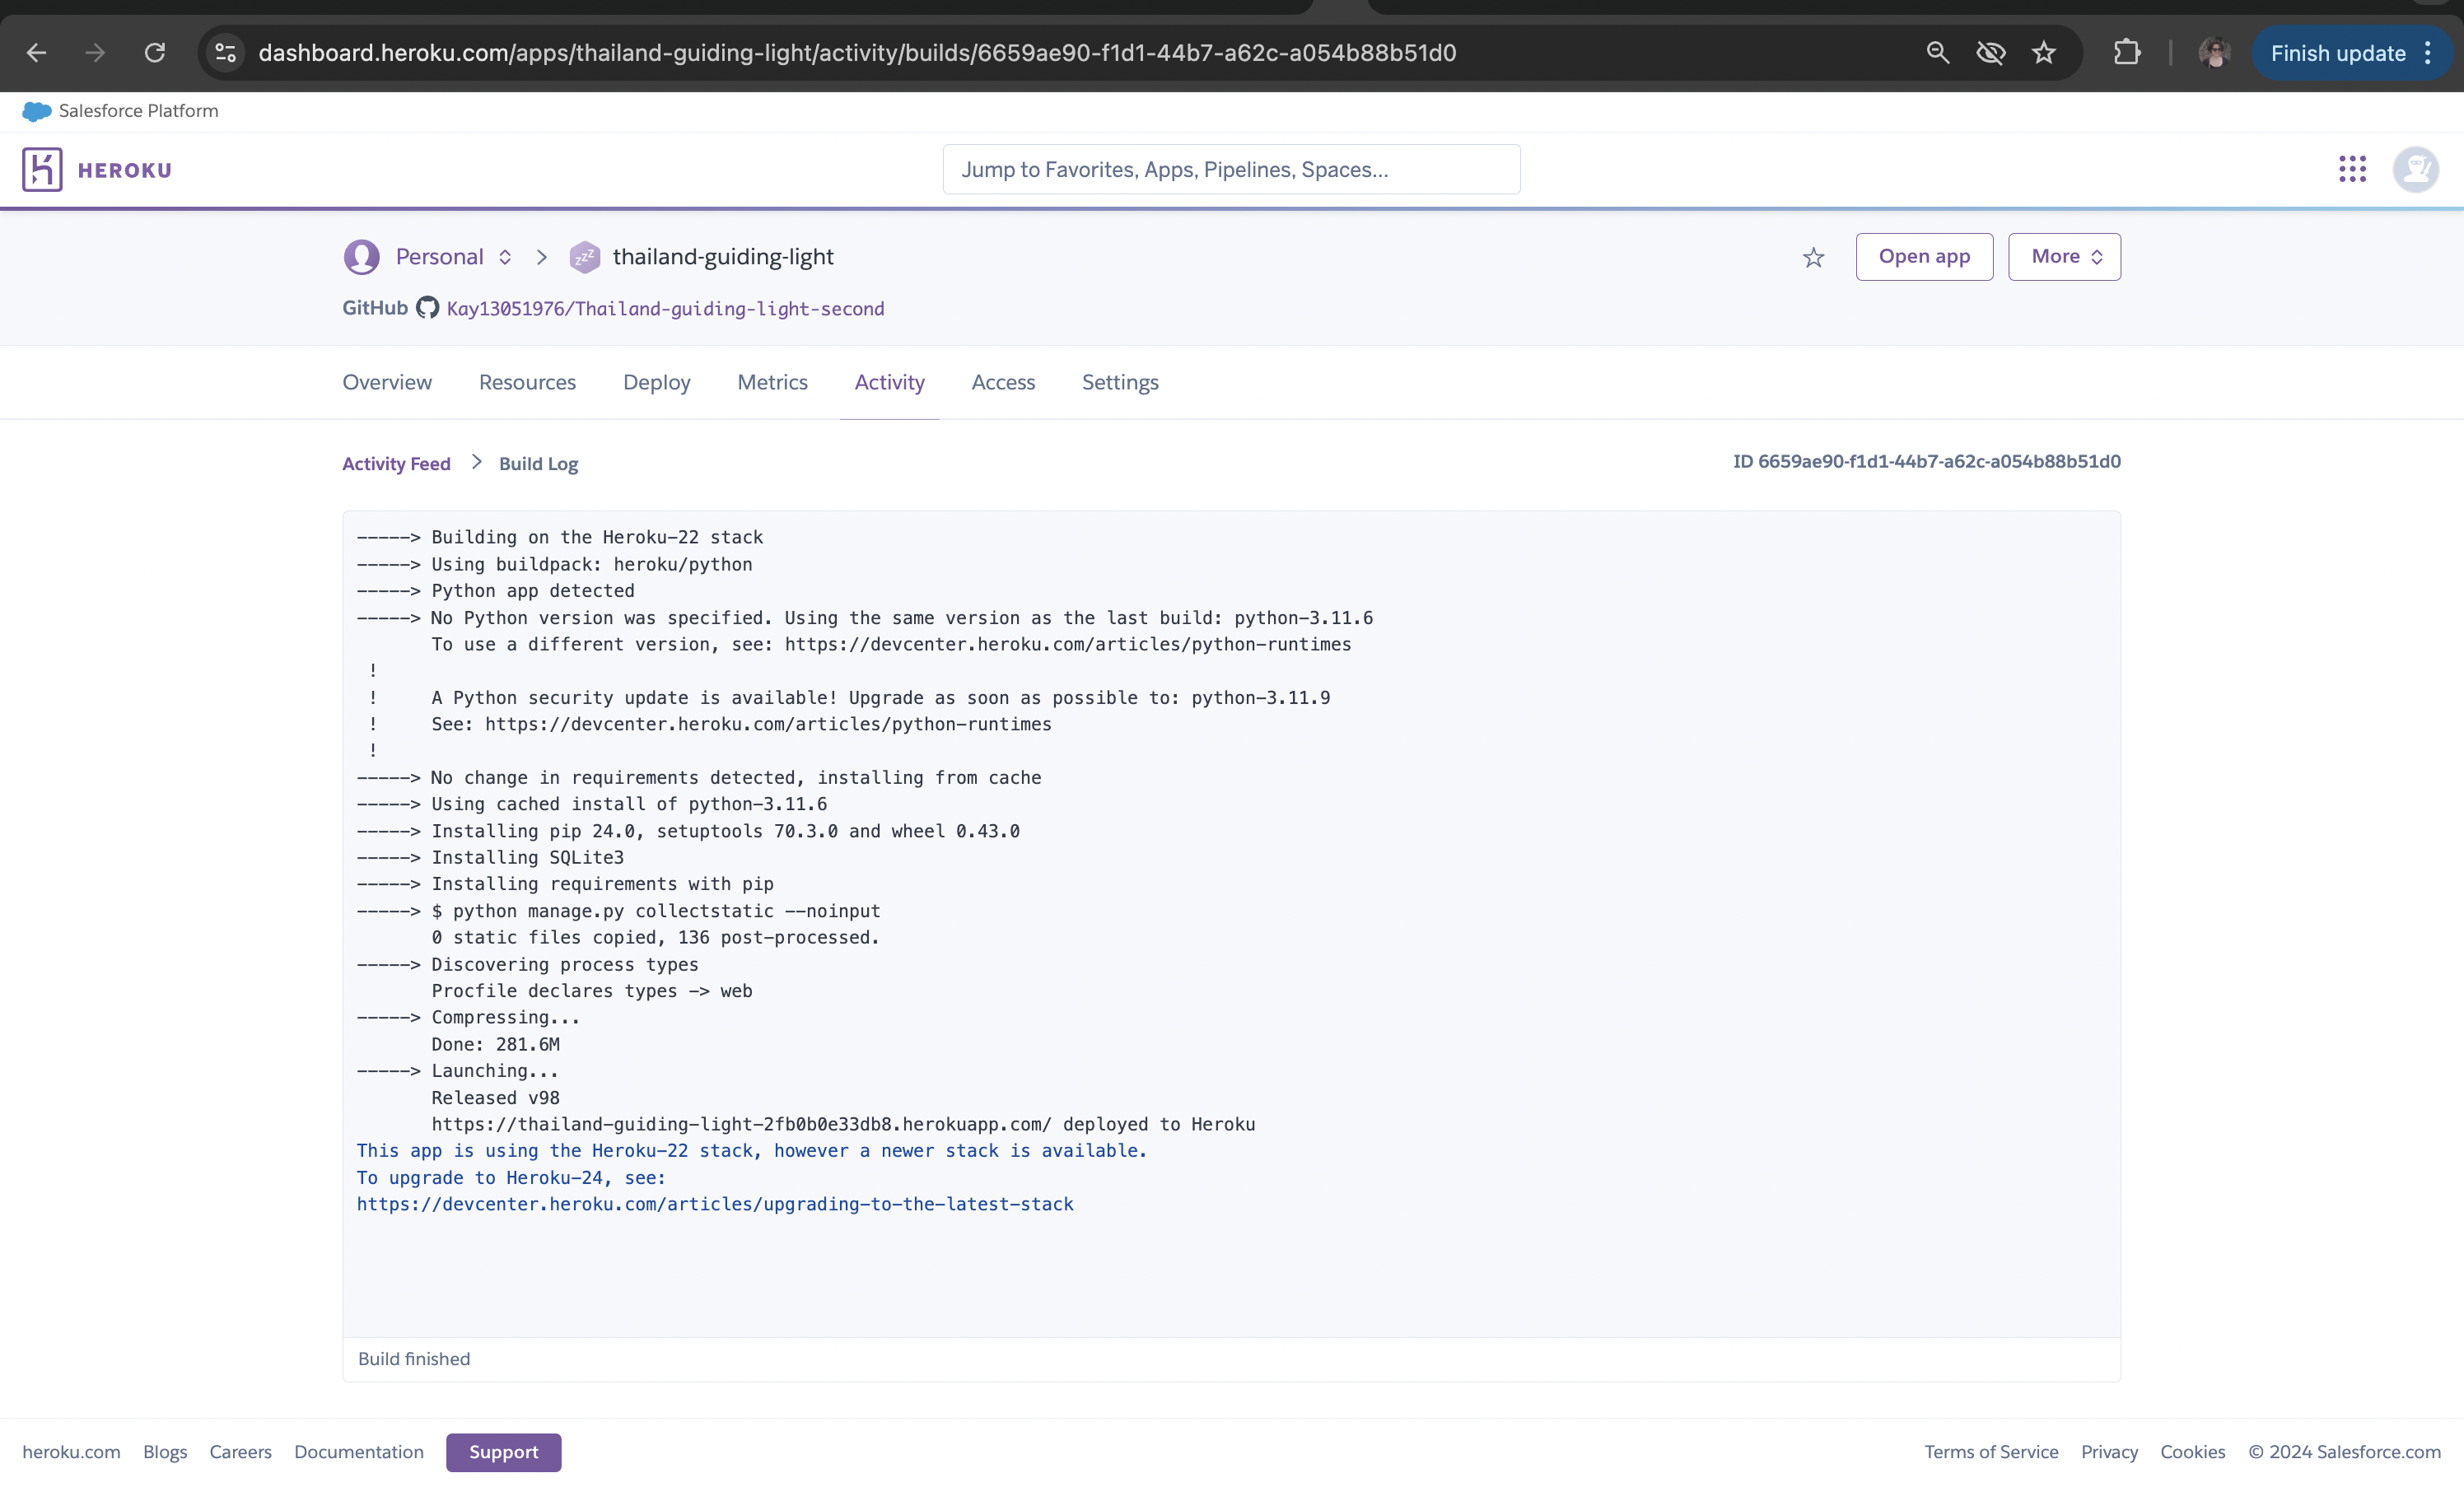 dashboard.heroku.com/apps/thailand-guiding-light/activity/builds/6659ae90-f1d1-44b7-a62c-a054b88b51d0
Finish update
Salesforce Platform
HEROKU
Jump to Favorites, Apps, Pipelines, Spaces...
Personal > zzZ thailand-guiding-light
Open app
More
GitHub Kay13051976/Thailand-guiding-light-second
Overview Resources Deploy Metrics Activity Access Settings
Activity Feed > Build Log
ID 6659ae90-f1d1-44b7-a62c-a054b88b51d0
-----> Building on the Heroku-22 stack
-----> Using buildpack: heroku/python
-----> Python app detected
-----> No Python version was specified. Using the same version as the last build: python-3.11.6
To use a different version, see: https://devcenter.heroku.com/articles/python-runtimes
!
! A Python security update is available! Upgrade as soon as possible to: python-3.11.9
! See: https://devcenter.heroku.com/articles/python-runtimes
!
-----> No change in requirements detected, installing from cache
-----> Using cached install of python-3.11.6
-----> Installing pip 24.0, setuptools 70.3.0 and wheel 0.43.0
-----> Installing SQLite3
-----> Installing requirements with pip
-----> $ python manage.py collectstatic --noinput
0 static files copied, 136 post-processed.
-----> Discovering process types
Procfile declares types -> web
-----> Compressing...
Done: 281.6M
-----> Launching...
Released v98
https://thailand-guiding-light-2fb0b0e33db8.herokuapp.com/ deployed to Heroku
This app is using the Heroku-22 stack, however a newer stack is available.
To upgrade to Heroku-24, see:
https://devcenter.heroku.com/articles/upgrading-to-the-latest-stack
Build finished
heroku.com Blogs Careers Documentation Support
Terms of Service Privacy Cookies © 2024 Salesforce.com